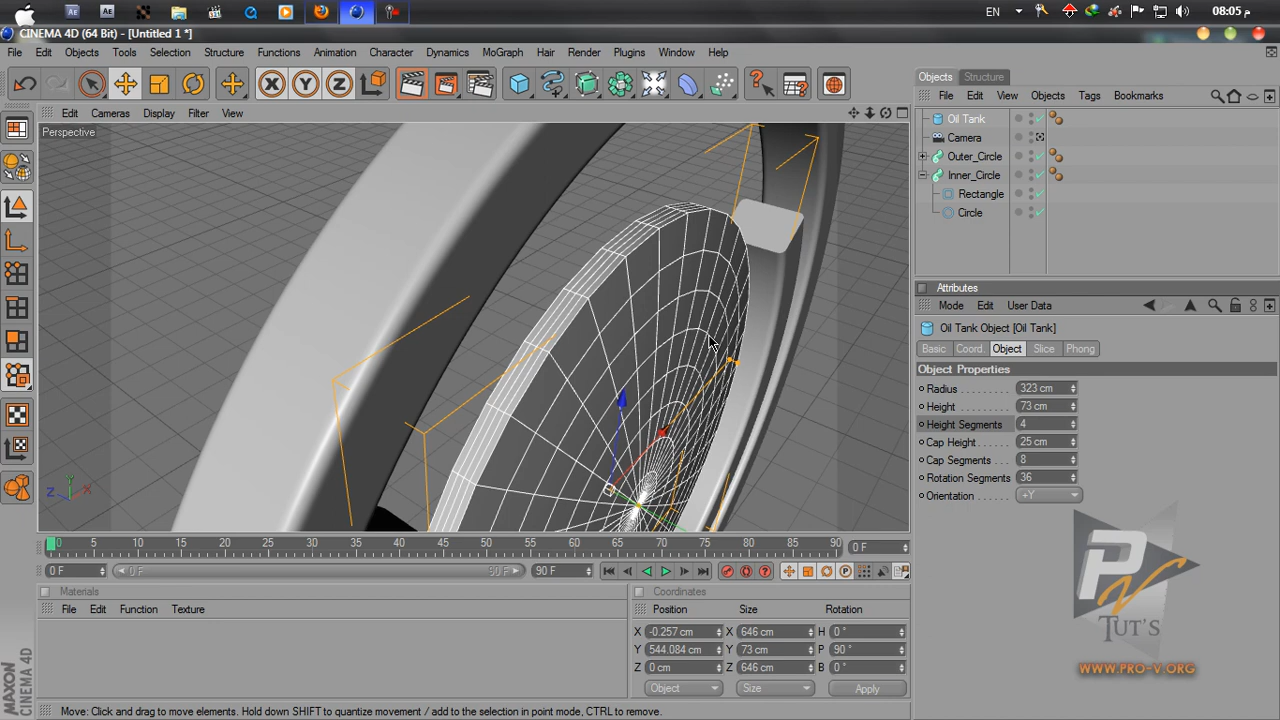 EN
08:05 م
CINEMA 4D (64 Bit) - [Untitled 1 *]
File Edit Objects Tools Selection Structure Functions Animation Character Dynamics MoGraph Hair Render Plugins Window Help
X Y Z
Edit Cameras Display Filter View
Perspective
Z Y X
0 5 10 15 20 25 30 35 40 45 50 55 60 65 70 75 80 85 90 0 F
0 F 0 F 90 F 90 F
Materials
File Edit Function Texture
Coordinates
Position Size Rotation
X -0.257 cm X 646 cm H 0 °
Y 544.084 cm Y 73 cm P 90 °
Z 0 cm Z 646 cm B 0 °
Object Size Apply
MAXON
CINEMA 4D
Move: Click and drag to move elements. Hold down SHIFT to quantize movement / add to the selection in point mode, CTRL to remove.
Objects Structure
File Edit View Objects Tags Bookmarks
Oil Tank
Camera
Outer_Circle
Inner_Circle
Rectangle
Circle
Attributes
Mode Edit User Data
Oil Tank Object [Oil Tank]
Basic Coord. Object Slice Phong
Object Properties
Radius 323 cm
Height 73 cm
Height Segments 4
Cap Height 25 cm
Cap Segments 8
Rotation Segments 36
Orientation +Y
PV
TUT'S
WWW.PRO-V.ORG